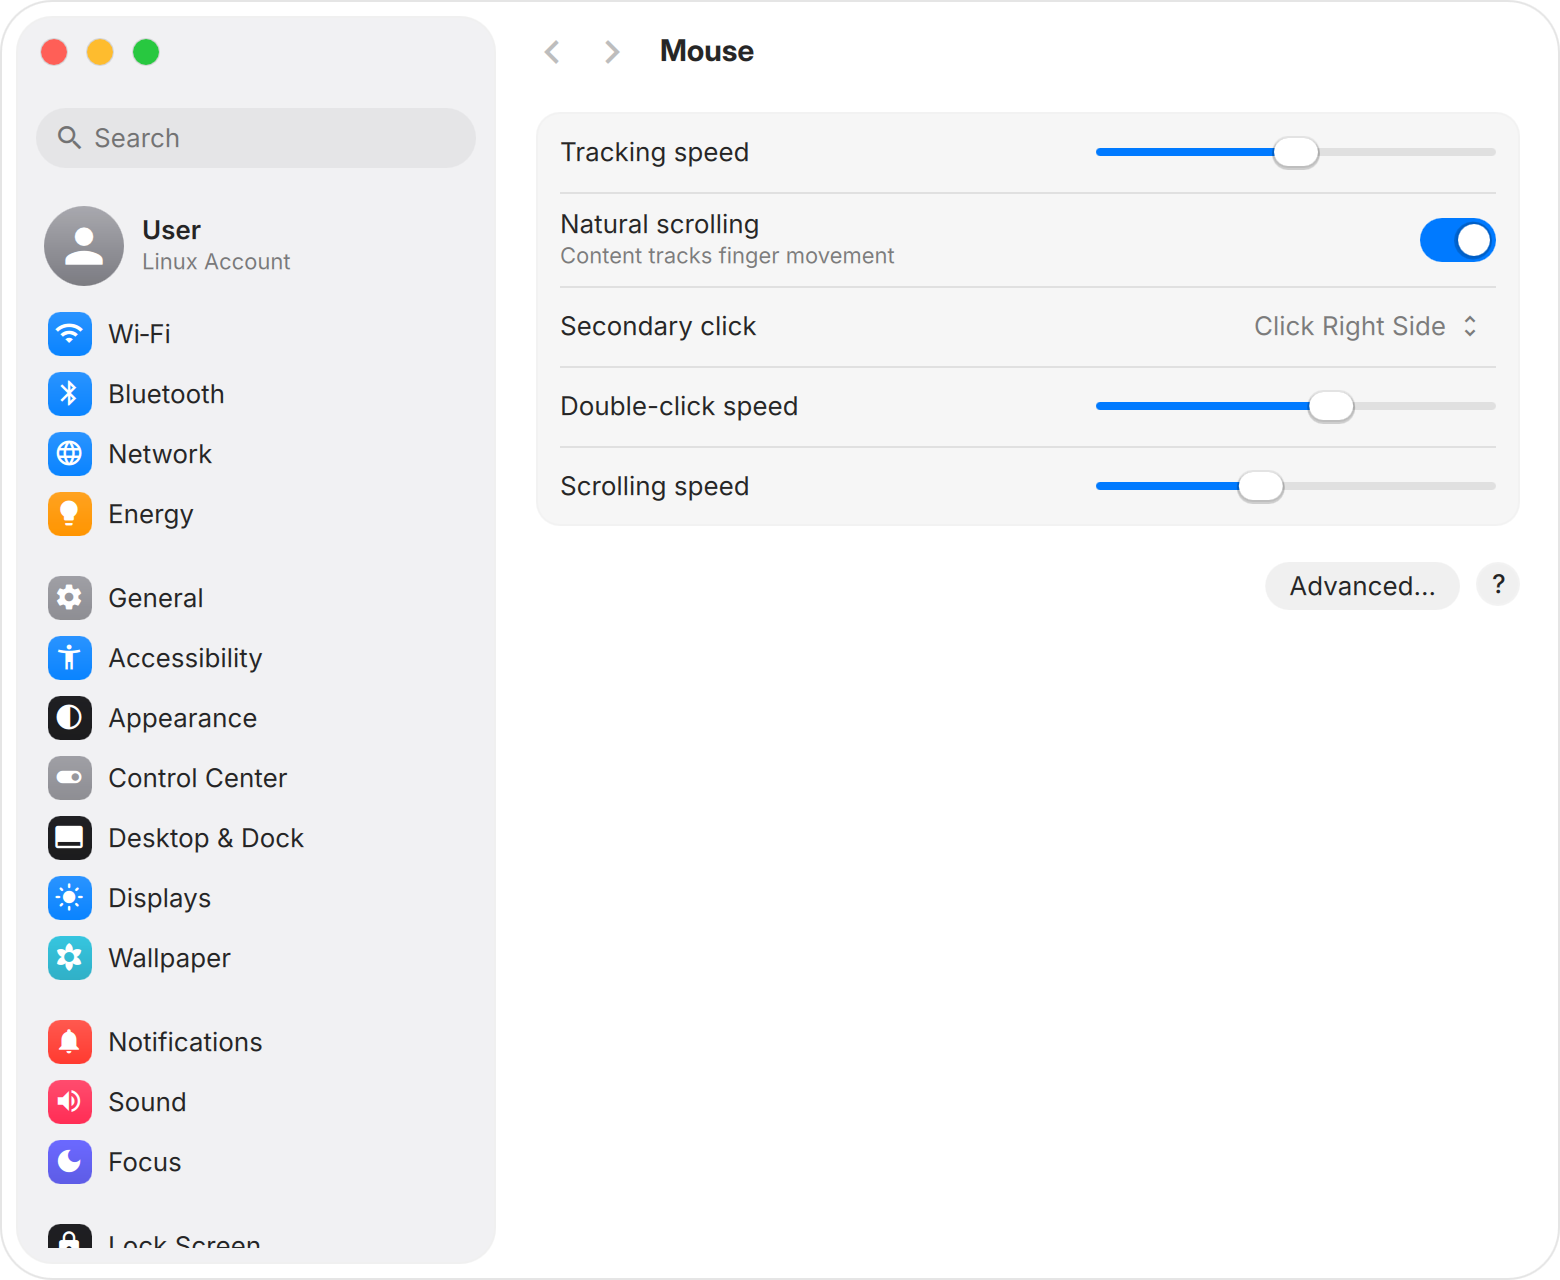 Mouse
Search
User
Linux Account
Wi-Fi
Bluetooth
Network
Energy
General
Accessibility
Appearance
Control Center
Desktop & Dock
Displays
Wallpaper
Notifications
Sound
Focus
Lock Screen
Tracking speed
Natural scrolling
Content tracks finger movement
Secondary click
Click Right Side
Double-click speed
Scrolling speed
Advanced...
?